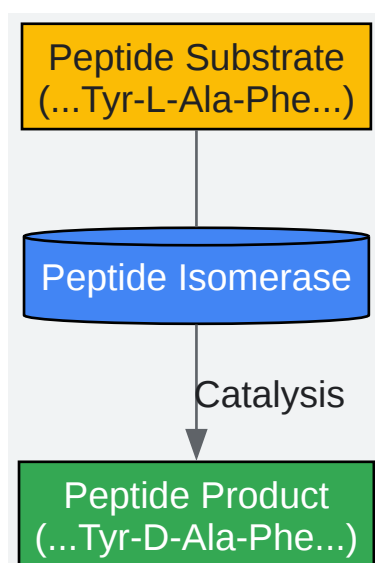 Peptide Substrate
(...Tyr-L-Ala-Phe...)
Peptide Isomerase
Catalysis
Peptide Product
(...Tyr-D-Ala-Phe...)